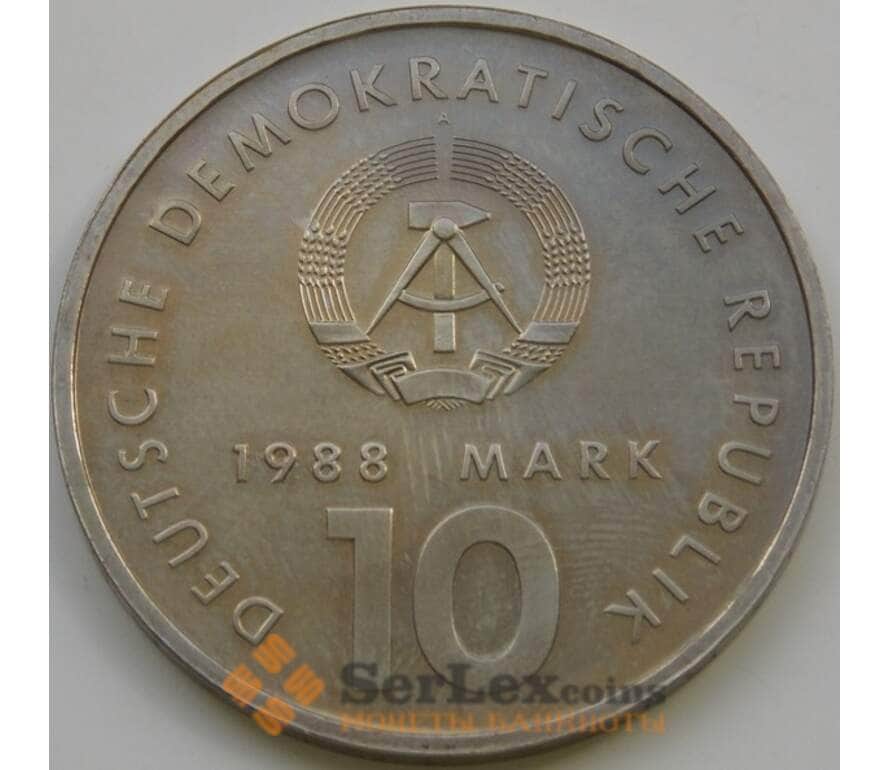 DEUTSCHE DEMOKRATISCHE REPUBLIK
A
1988 MARK
10
SerLexcoins
МОНЕТЫ БАНКНОТЫ